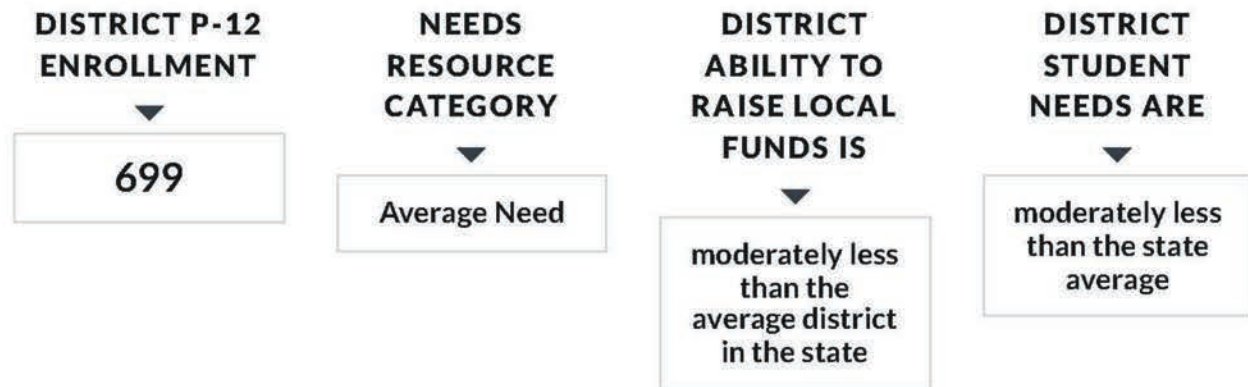 DISTRICT P-12
ENROLLMENT
699
NEEDS
RESOURCE
CATEGORY
Average Need
DISTRICT
ABILITY TO
RAISE LOCAL
FUNDS IS
moderately less
than the
average district
in the state
DISTRICT
STUDENT
NEEDS ARE
moderately less
than the state
average